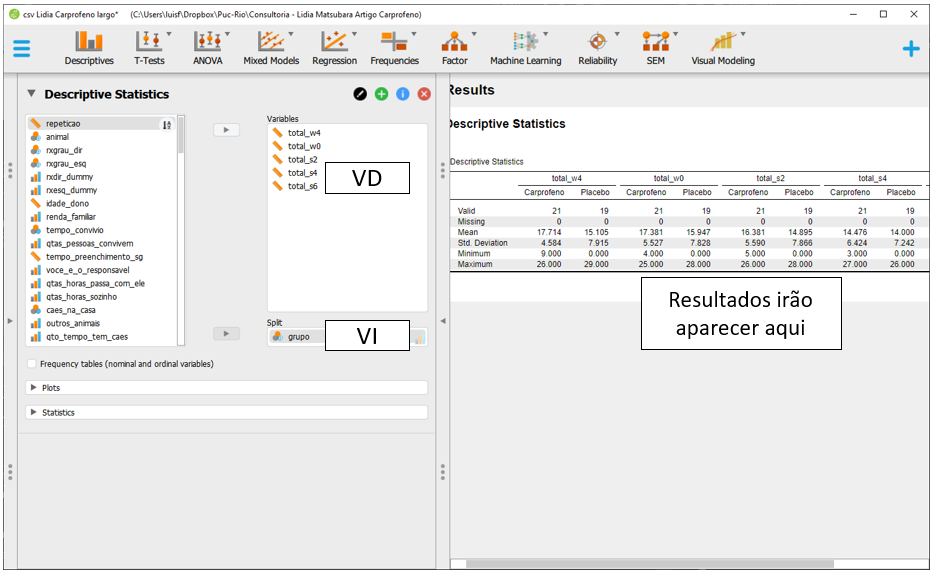 csv Lidia Carprofeno largo* (C:\Users\luisf\Dropbox\Puc-Rio\Consultoria - Lidia Matsubara Artigo Carprofeno)
Descriptives T-Tests ANOVA Mixed Models Regression Frequencies Factor Machine Learning Reliability SEM Visual Modeling
Descriptive Statistics
repeticao
animal
rxgrau_dir
rxgrau_esq
rxdir_dummy
rxesq_dummy
idade_dono
renda_familar
tempo_convivio
qtas_pessoas_convivem
tempo_preenchimento_sg
voce_e_o_responsavel
qtas_horas_passa_com_ele
qtas_horas_sozinho
caes_na_casa
outros_animais
qto_tempo_tem_caes
Variables
total_w4
total_w0
total_s2
total_s4
total_s6
VD
Split
grupo
VI
Frequency tables (nominal and ordinal variables)
Plots
Statistics
Results
Descriptive Statistics
Descriptive Statistics
total_w4 total_w0 total_s2 total_s4
Carprofeno Placebo Carprofeno Placebo Carprofeno Placebo Carprofeno Placebo
Valid 21 19 21 19 21 19 21 19
Missing 0 0 0 0 0 0 0 0
Mean 17.714 15.105 17.381 15.947 16.381 14.895 14.476 14.000
Std. Deviation 4.584 7.915 5.527 7.828 5.590 7.866 6.424 7.242
Minimum 9.000 0.000 4.000 0.000 5.000 0.000 3.000 0.000
Maximum 26.000 29.000 25.000 28.000 26.000 28.000 27.000 26.000
Resultados irão
aparecer aqui